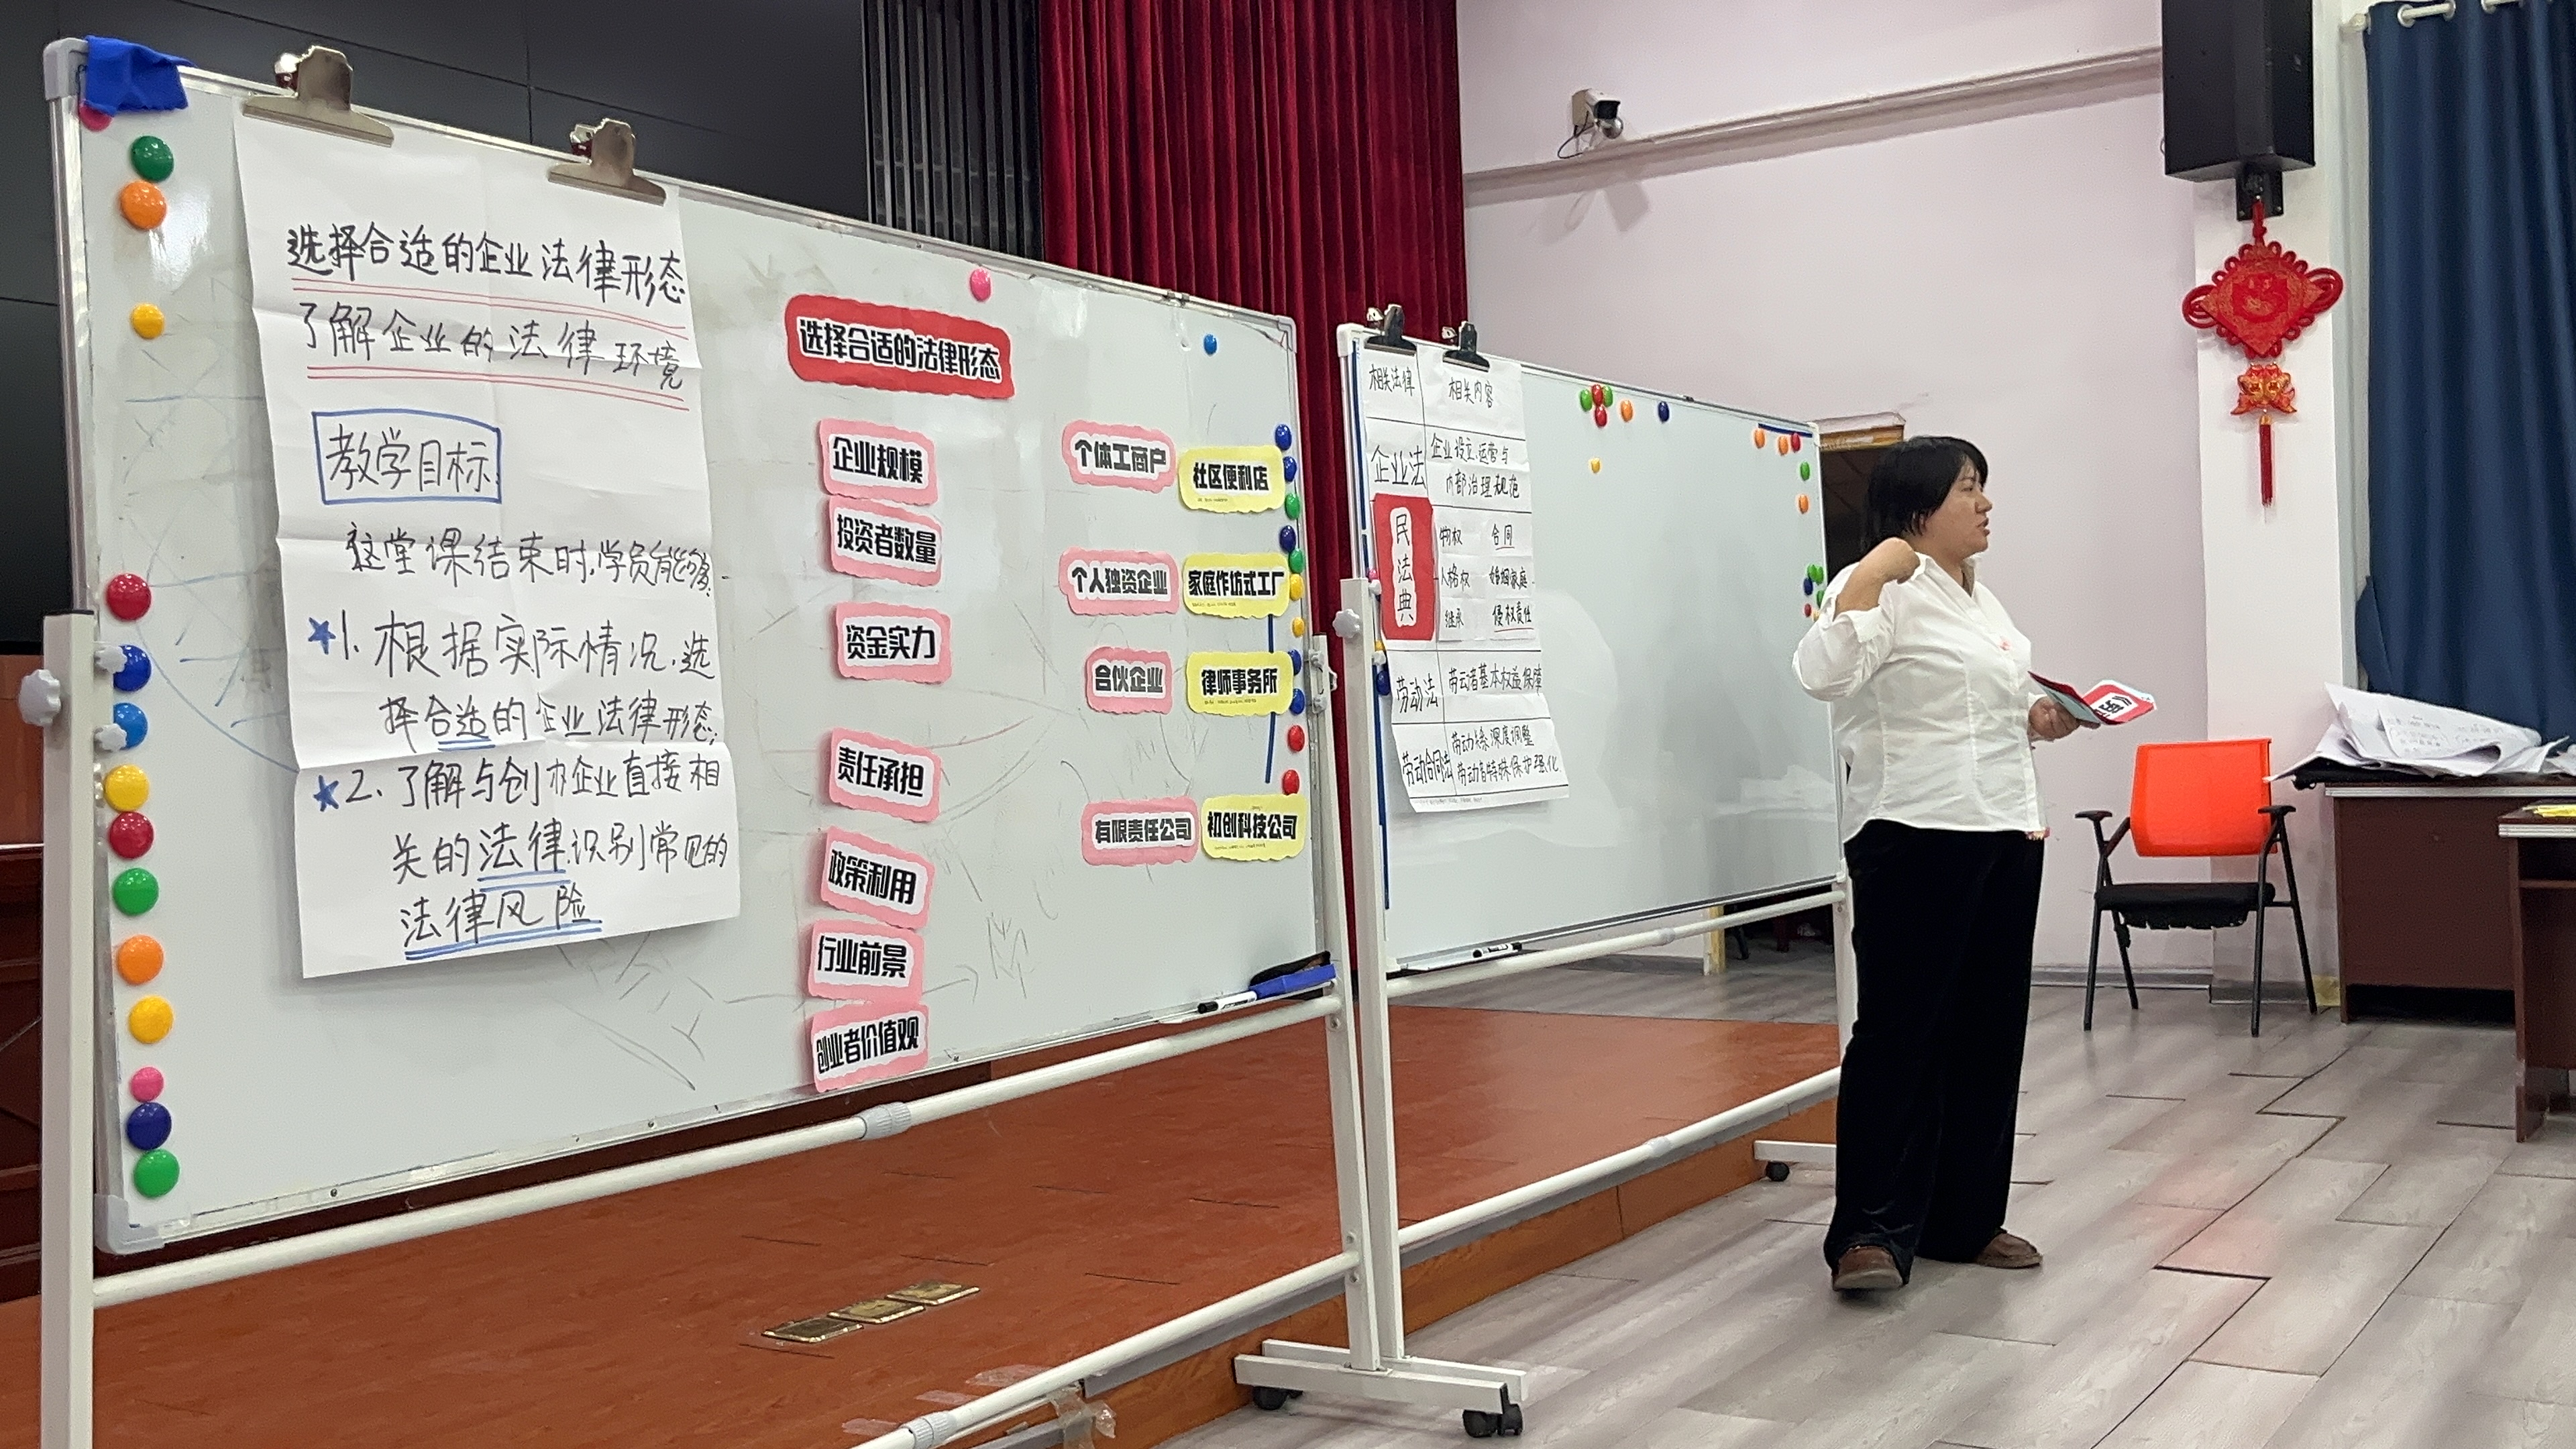 选择合适的企业法律形态
了解企业的法律环境
教学目标:
这堂课结束时,学员能够:
★1.根据实际情况,选
择合适的企业法律形态;
★2.了解与创办企业直接相
关的法律,识别常见的
法律风险
选择合适的法律形态
企业规模
投资者数量
资金实力
责任承担
政策利用
行业前景
创业者价值观
个体工商户
社区便利店
个人独资企业
家庭作坊式工厂
合伙企业
律师事务所
有限责任公司
初创科技公司
相关法律 相关内容
企业法 企业设立、运营与
内部治理规范
民法典
物权 合同
人格权 婚姻家庭
继承 侵权责任
劳动法 劳动者基本权益保障
劳动合同法 劳动关系深度调整
劳动者特殊保护强化